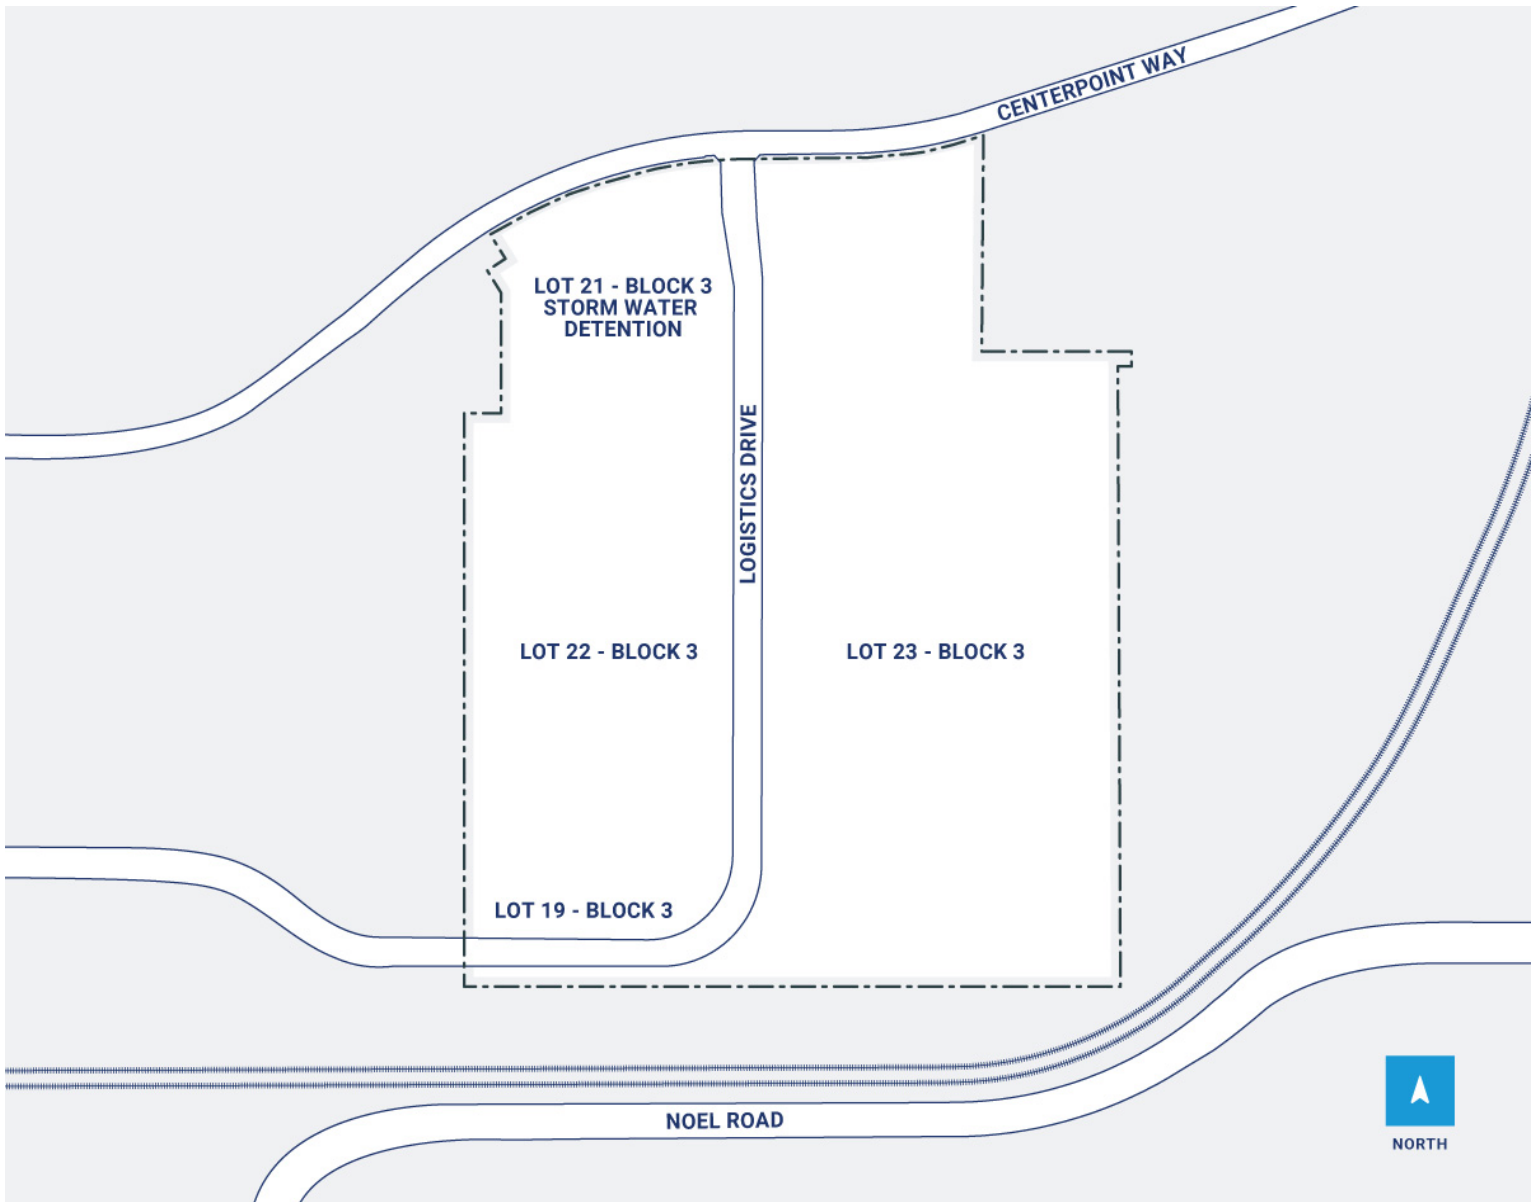 CENTERPOINT WAY
LOT 21 - BLOCK 3
STORM WATER
DETENTION
LOGISTICS DRIVE
LOT 22 - BLOCK 3
LOT 23 - BLOCK 3
LOT 19 - BLOCK 3
NOEL ROAD
NORTH